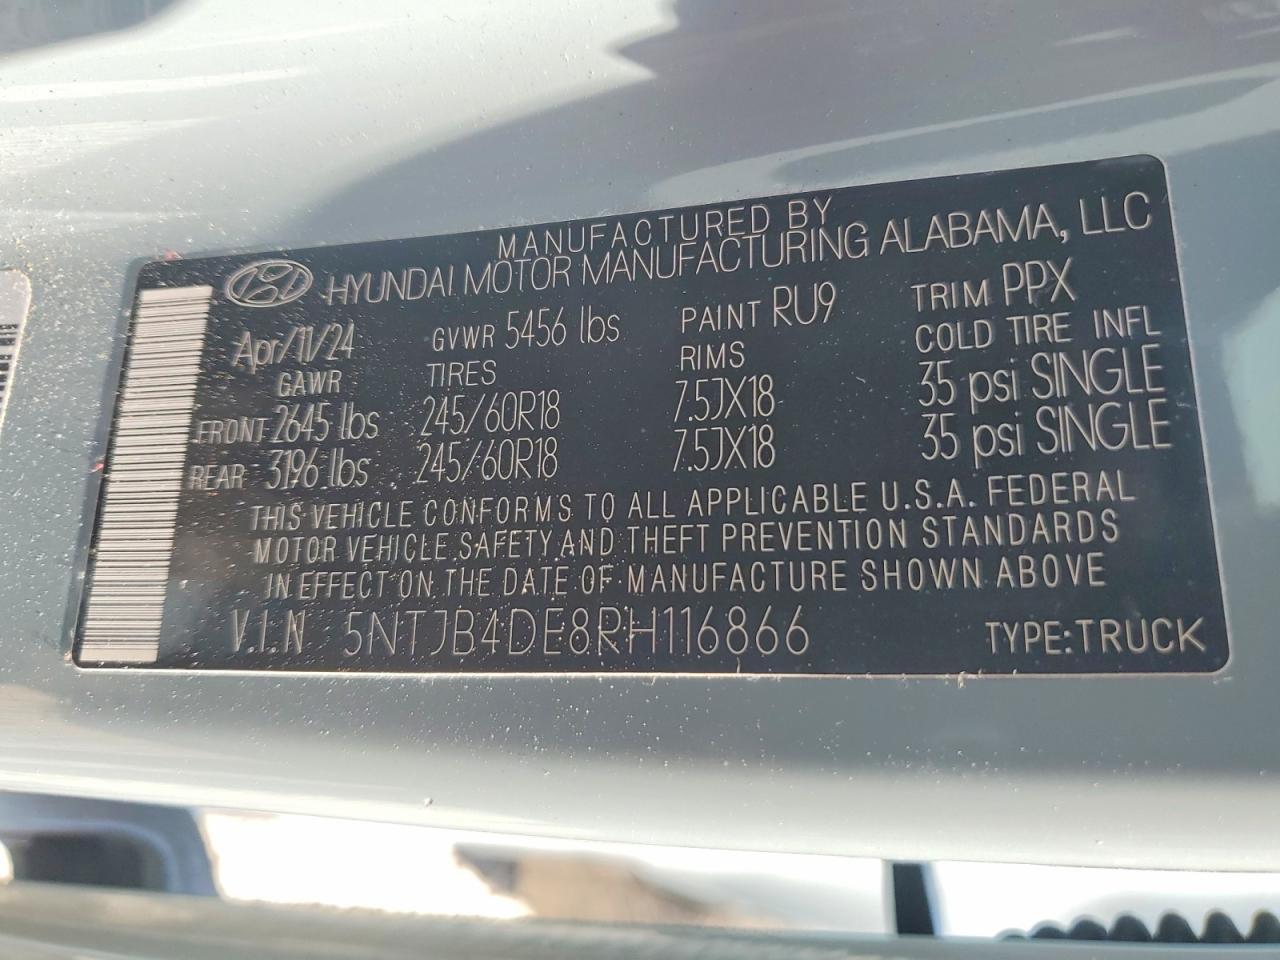 MANUFACTURED BY
HYUNDAI MOTOR MANUFACTURING ALABAMA, LLC
Apr/11/24 GVWR 5456 lbs PAINT RU9 TRIM PPX
GAWR TIRES RIMS COLD TIRE INFL
FRONT 2645 lbs 245/60R18 7.5JX18 35 psi SINGLE
REAR 3196 lbs 245/60R18 7.5JX18 35 psi SINGLE
THIS VEHICLE CONFORMS TO ALL APPLICABLE U.S.A. FEDERAL
MOTOR VEHICLE SAFETY AND THEFT PREVENTION STANDARDS
IN EFFECT ON THE DATE OF MANUFACTURE SHOWN ABOVE
V.I.N 5NTJB4DE8RH116866 TYPE:TRUCK